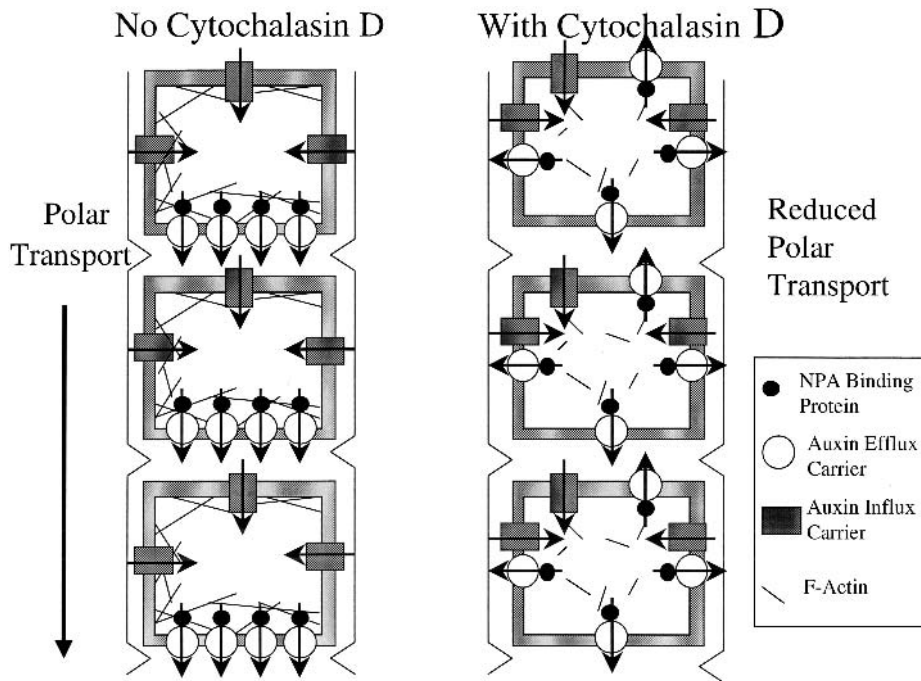 No Cytochalasin D
With Cytochalasin D
Polar
Transport
Reduced
Polar
Transport
NPA Binding
Protein
Auxin Efflux
Carrier
Auxin Influx
Carrier
F-Actin